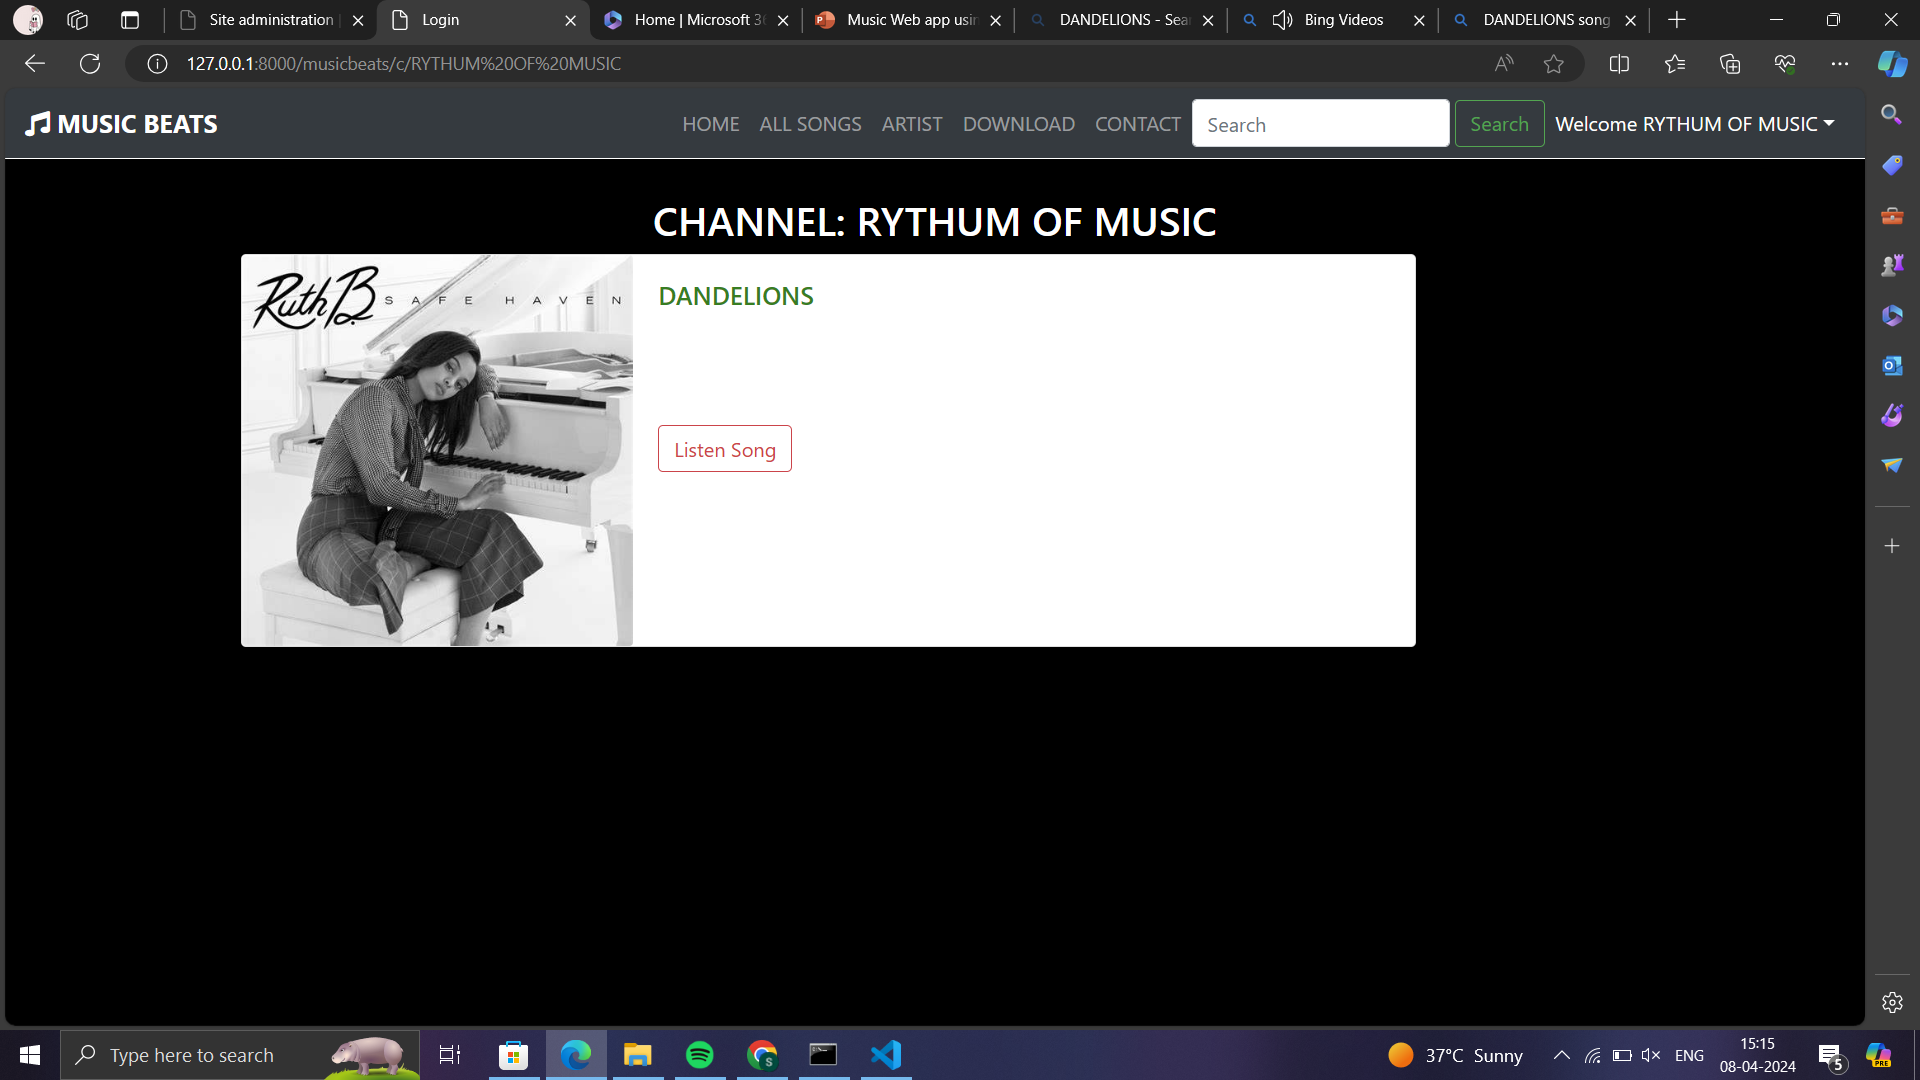 Site administration
Login
Home | Microsoft 36
Music Web app usin
DANDELIONS - Sear
Bing Videos
DANDELIONS song
127.0.0.1:8000/musicbeats/c/RYTHUM%20OF%20MUSIC
MUSIC BEATS
HOME
ALL SONGS
ARTIST
DOWNLOAD
CONTACT
Search
Search
Welcome RYTHUM OF MUSIC
CHANNEL: RYTHUM OF MUSIC
Ruth B. SAFE HAVEN
DANDELIONS
Listen Song
Type here to search
37°C Sunny
ENG
15:15
08-04-2024
5
PRE